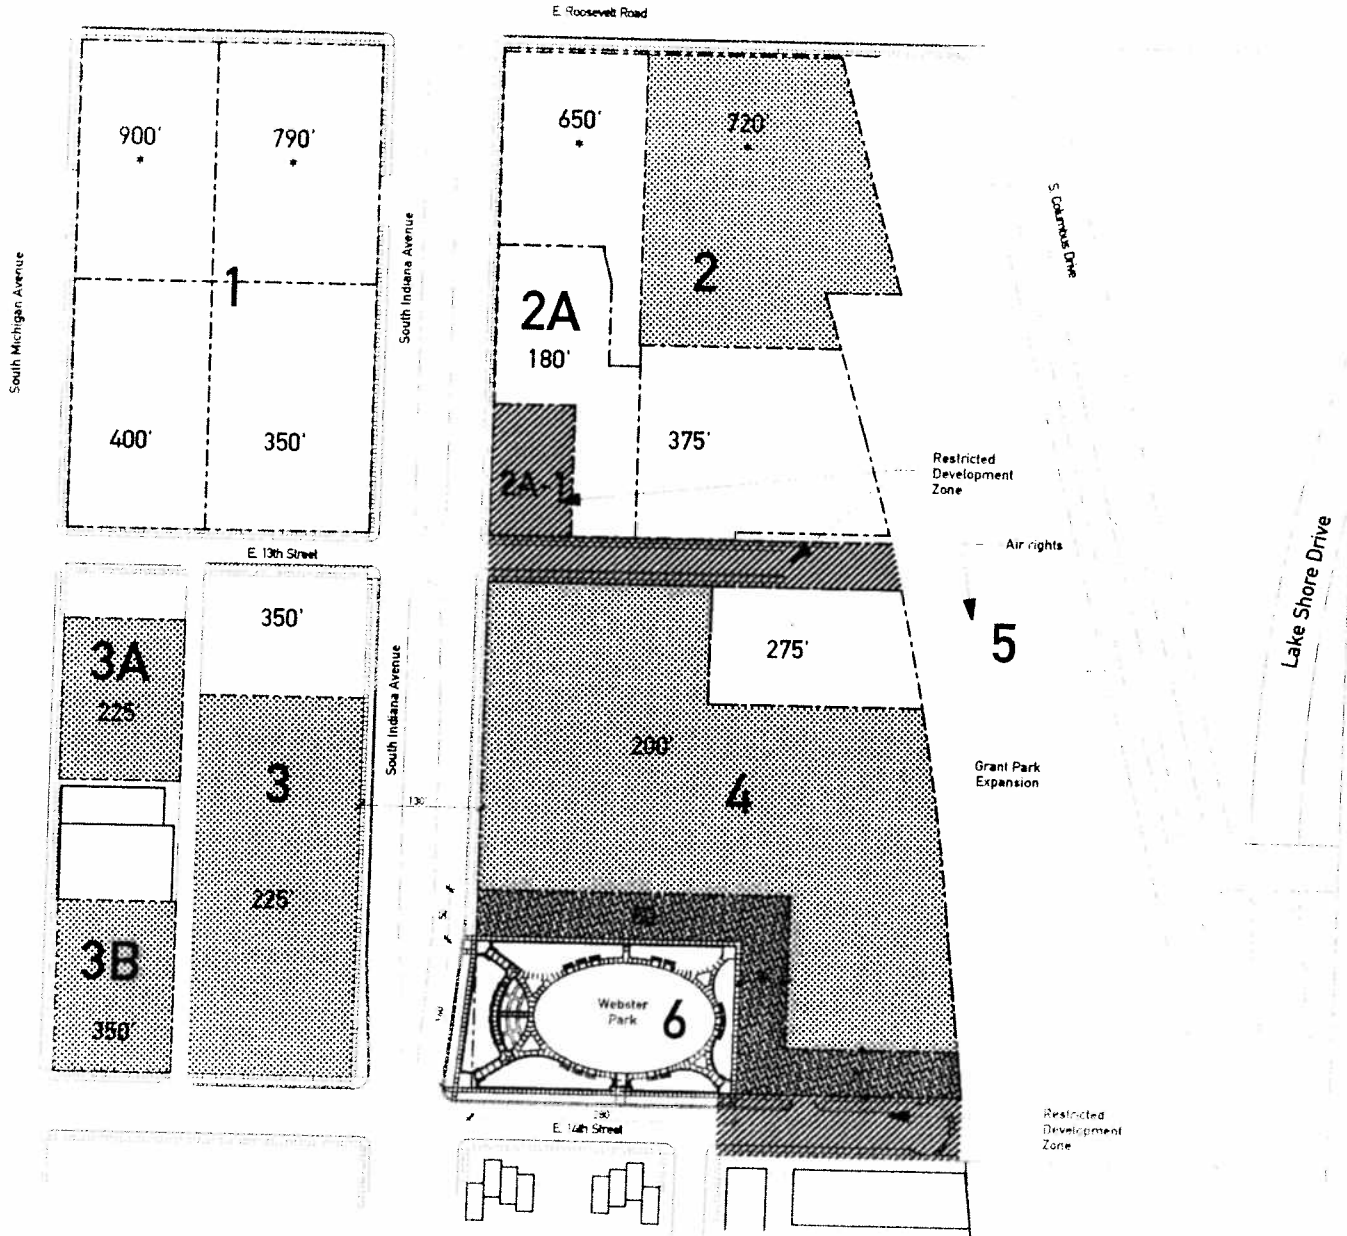 E. Roosevelt Road
900'
*
790'
*
650'
*
720'
*
S. Columbus Drive
South Michigan Avenue
South Indiana Avenue
1
2
2A
180'
400'
350'
375'
2A-1
Restricted
Development
Zone
E. 13th Street
Air rights
Lake Shore Drive
350'
275'
5
3A
225
South Indiana Avenue
200'
3
4
Grant Park
Expansion
130'
225'
50'
3B
350'
Webster
Park
6
280
E. 14th Street
Restricted
Development
Zone